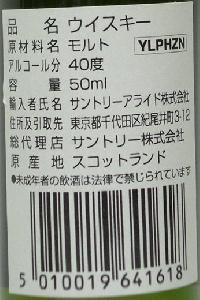 品名 ウイスキー
原材料名 モルト
YLPHZN
アルコール分 40度
容量 50ml
輸入者氏名 サントリーアライド株式会社
住所及引取先 東京都千代田区紀尾井町3-12
総代理店 サントリー株式会社
原産地 スコットランド
●未成年者の飲酒は法律で禁じられています
5 010019 641618